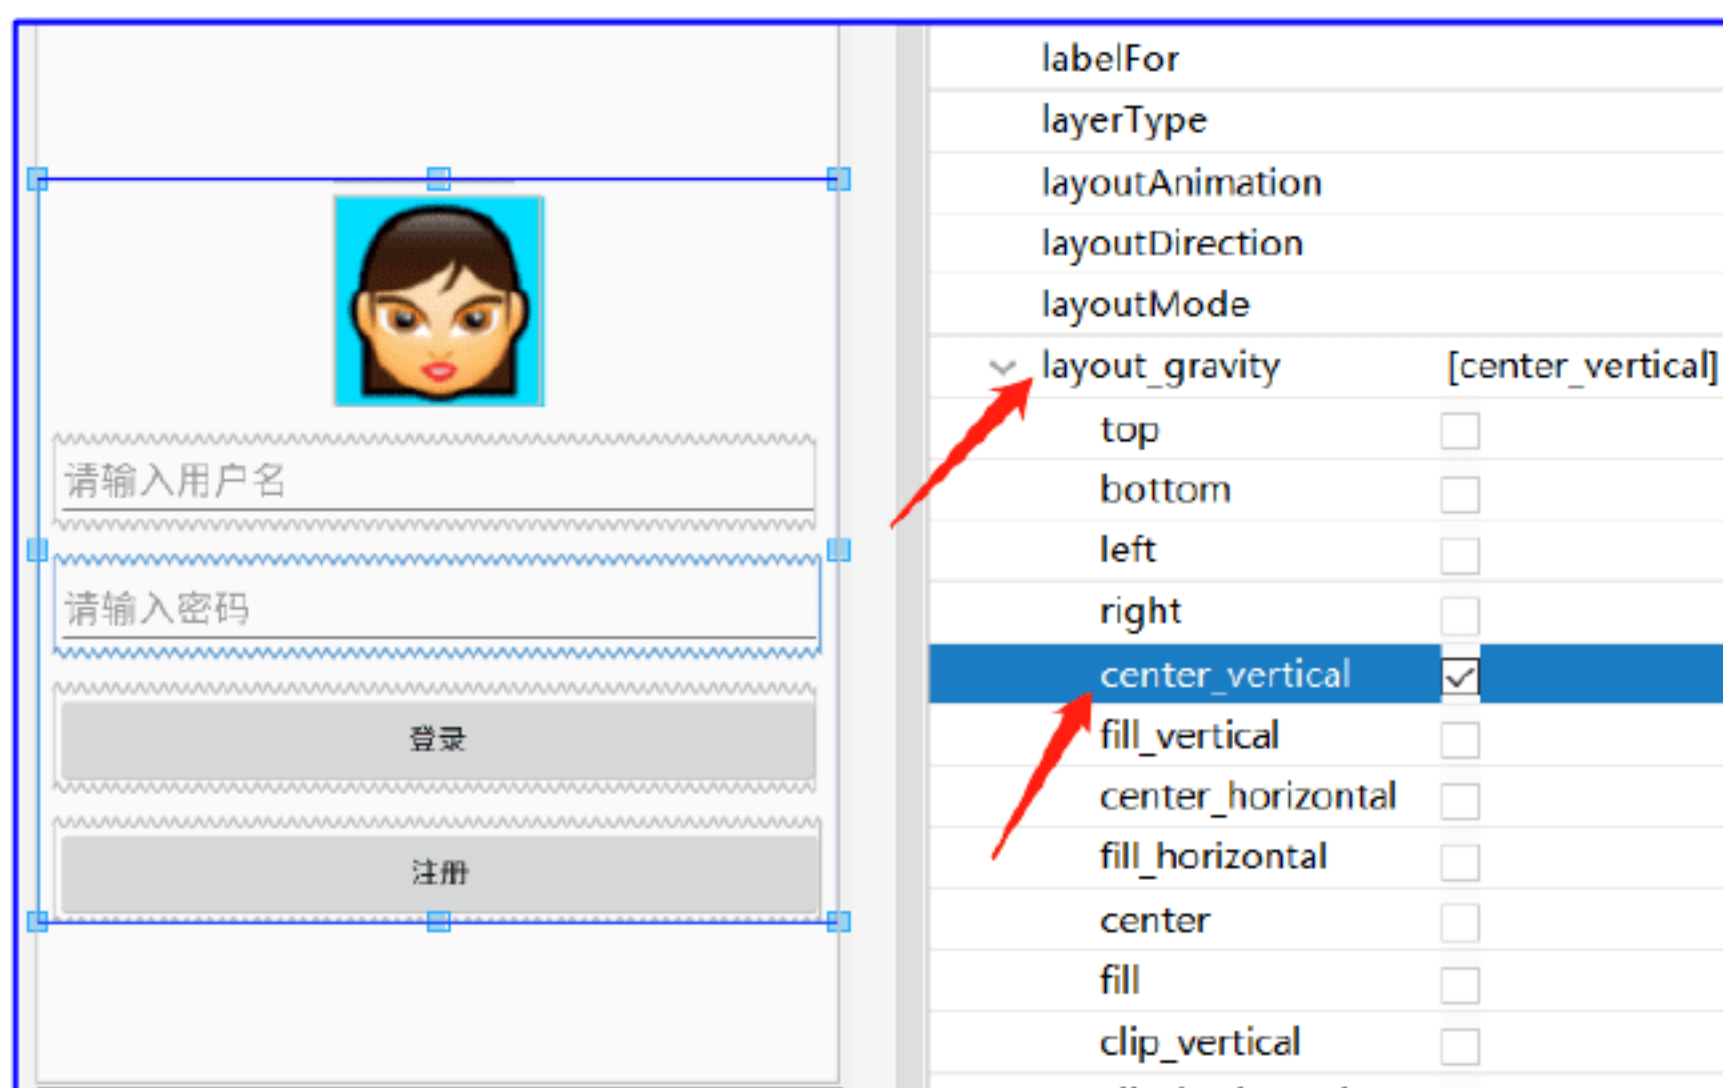 请输入用户名
请输入密码
登录
注册
labelFor
layerType
layoutAnimation
layoutDirection
layoutMode
layout_gravity [center_vertical]
top
bottom
left
right
center_vertical
fill_vertical
center_horizontal
fill_horizontal
center
fill
clip_vertical